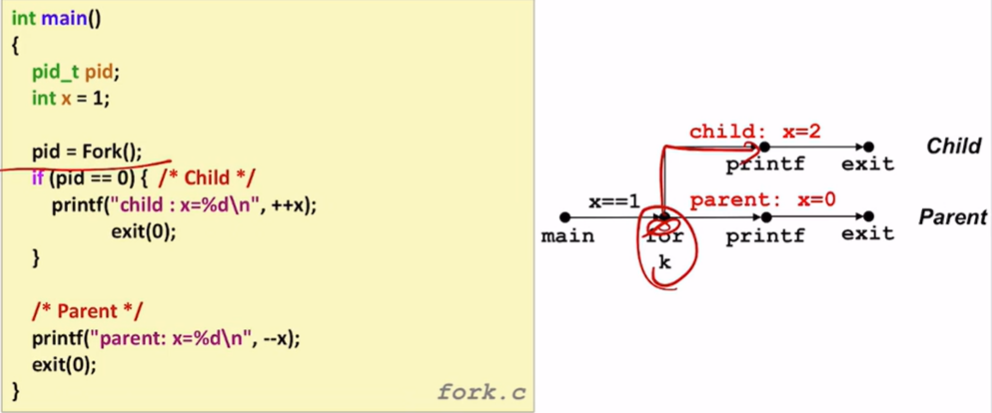 int main()
{
pid_t pid;
int x = 1;
pid = Fork();
if (pid == 0) { /* Child */
printf("child : x=%d\n", ++x);
exit(0);
}
/* Parent */
printf("parent: x=%d\n", --x);
exit(0);
}
fork.c
child: x=2
Child
printf
exit
x==1
parent: x=0
Parent
main
for
k
printf
exit